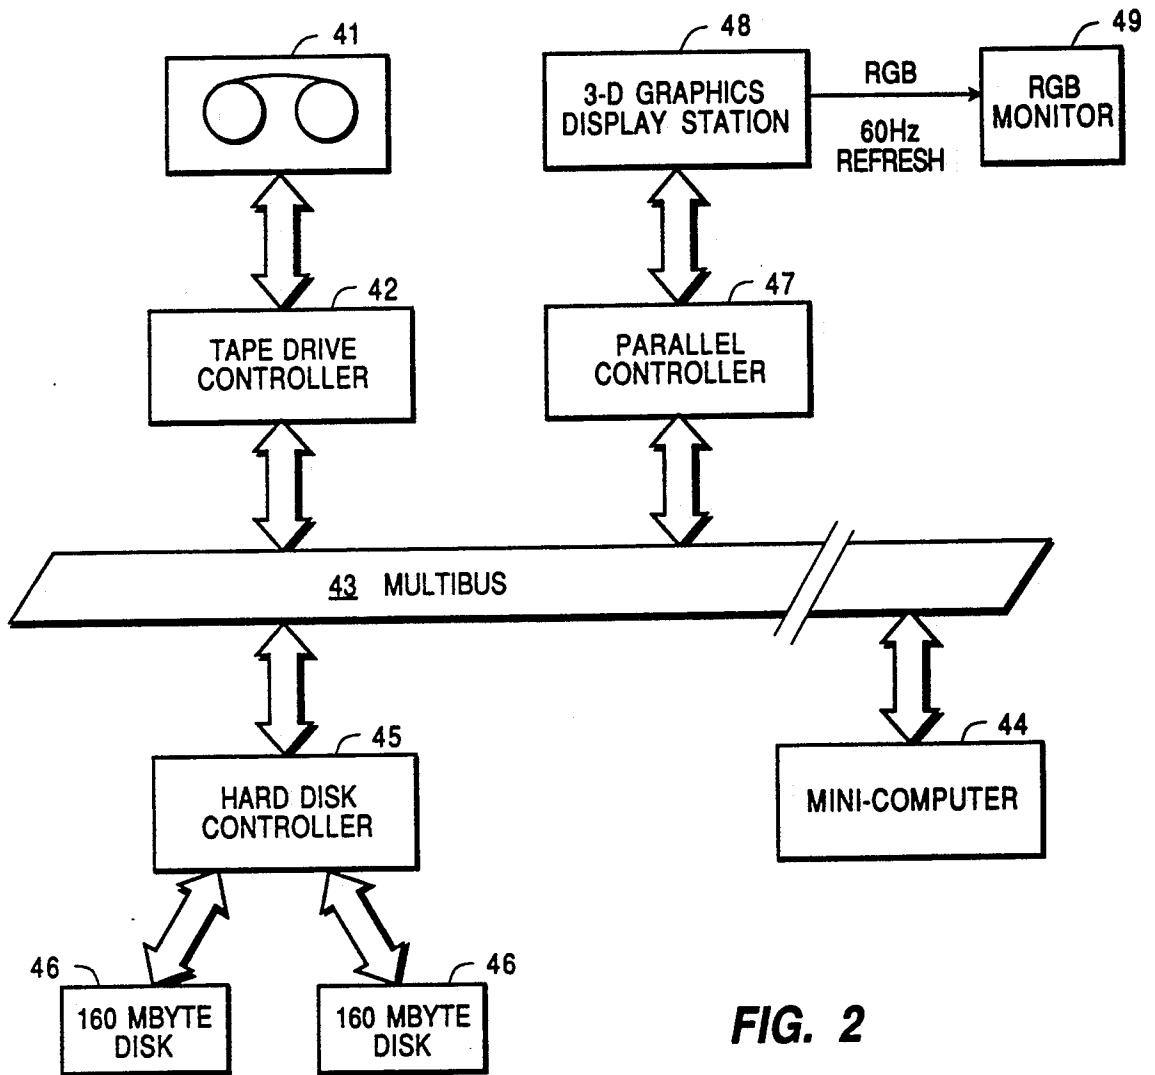 41
48
49
3-D GRAPHICS
DISPLAY STATION
RGB
60Hz
REFRESH
RGB
MONITOR
42
TAPE DRIVE
CONTROLLER
47
PARALLEL
CONTROLLER
43 MULTIBUS
45
HARD DISK
CONTROLLER
44
MINI-COMPUTER
46
160 MBYTE
DISK
46
160 MBYTE
DISK
FIG. 2